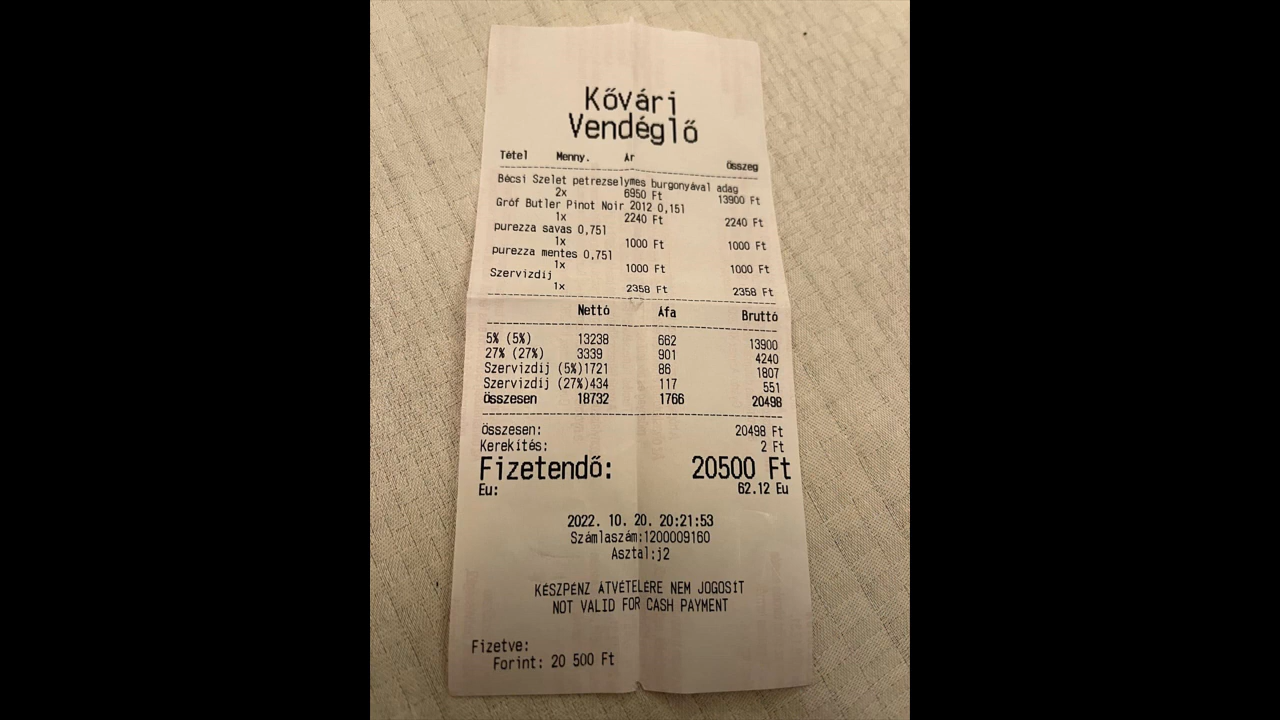 Kővári
Vendéglő
Tétel Menny. Ár Összeg
Bécsi Szelet petrezselymes burgonyával adag
2x 6950 Ft 13900 Ft
Gróf Butler Pinot Noir 2012 0,15l
1x 2240 Ft 2240 Ft
purezza savas 0,75l
1x 1000 Ft 1000 Ft
purezza mentes 0,75l
1x 1000 Ft 1000 Ft
Szervizdíj
1x 2358 Ft 2358 Ft
Nettó Áfa Bruttó
5% (5%) 13238 662 13900
27% (27%) 3339 901 4240
Szervizdíj (5%)1721 86 1807
Szervizdíj (27%)434 117 551
Összesen 18732 1766 20498
Összesen: 20498 Ft
Kerekítés: 2 Ft
Fizetendő: 20500 Ft
Eu: 62.12 Eu
2022. 10. 20. 20:21:53
Számlaszám:1200009160
Asztal:j2
KÉSZPÉNZ ÁTVÉTELÉRE NEM JOGOSÍT
NOT VALID FOR CASH PAYMENT
Fizetve:
Forint: 20 500 Ft